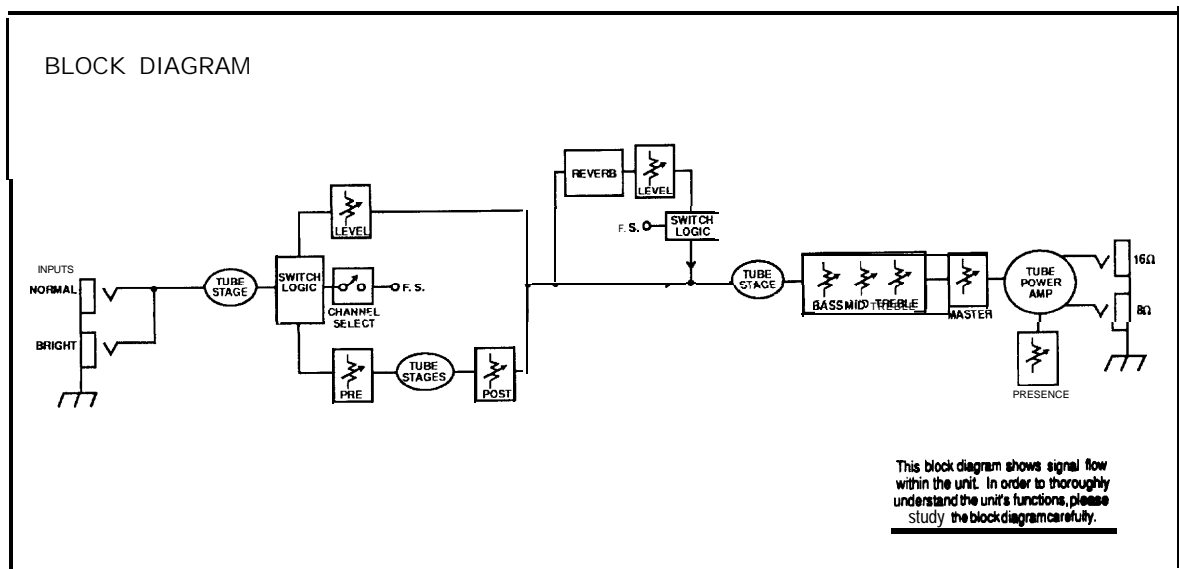 BLOCK DIAGRAM
INPUTS
NORMAL
BRIGHT
TUBE
STAGE
SWITCH
LOGIC
LEVEL
CHANNEL
SELECT
F. S.
PRE
TUBE
STAGES
POST
REVERB
LEVEL
F. S.
SWITCH
LOGIC
TUBE
STAGE
BASS MID TREBLE
MASTER
TUBE
POWER
AMP
PRESENCE
16Ω
8Ω
This block diagram shows signal flow
within the unit. In order to thoroughly
understand the unit's functions, please
study the block diagram carefully.